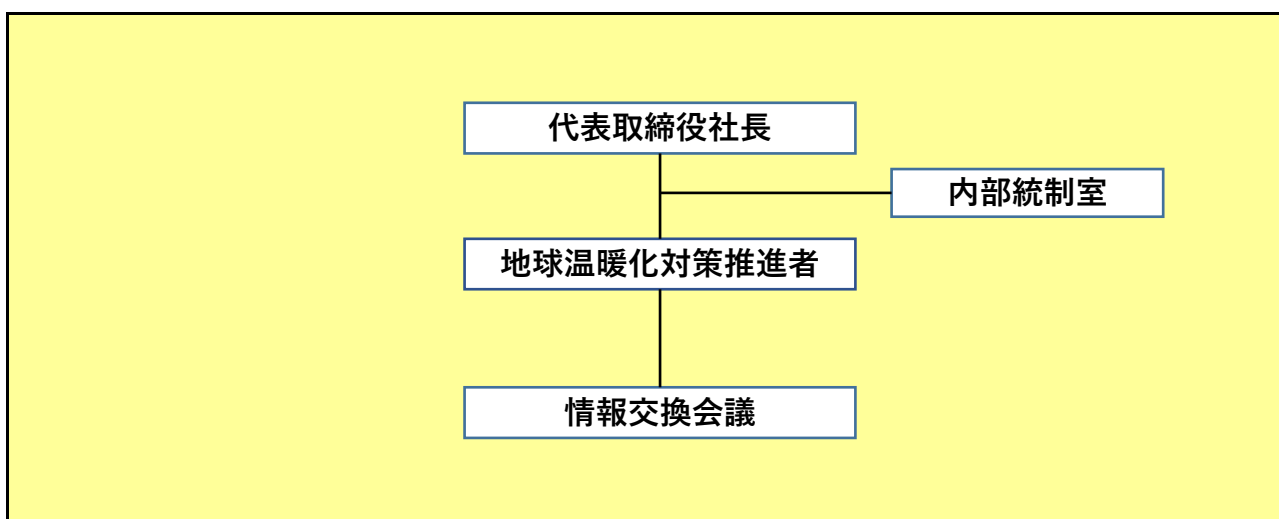 代表取締役社長
内部統制室
地球温暖化対策推進者
情報交換会議